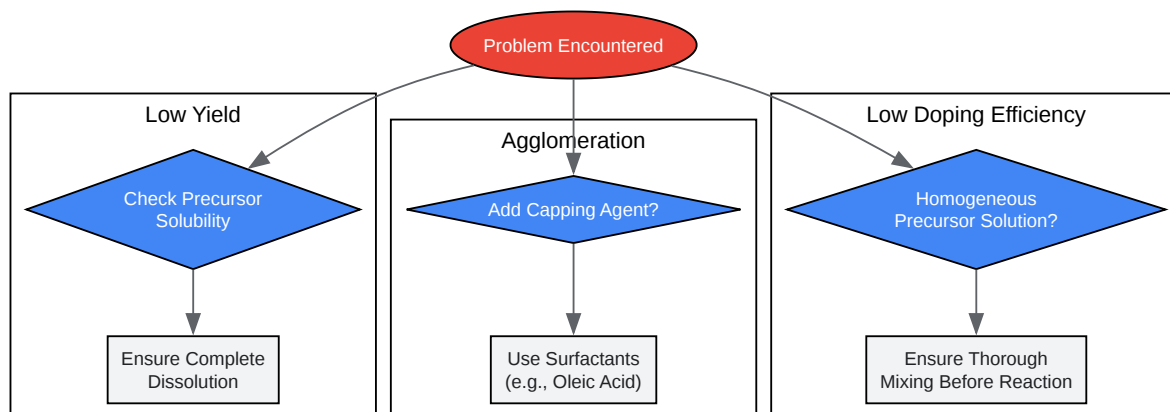 Problem Encountered
Low Yield
Check Precursor
Solubility
Ensure Complete
Dissolution
Agglomeration
Add Capping Agent?
Use Surfactants
(e.g., Oleic Acid)
Low Doping Efficiency
Homogeneous
Precursor Solution?
Ensure Thorough
Mixing Before Reaction